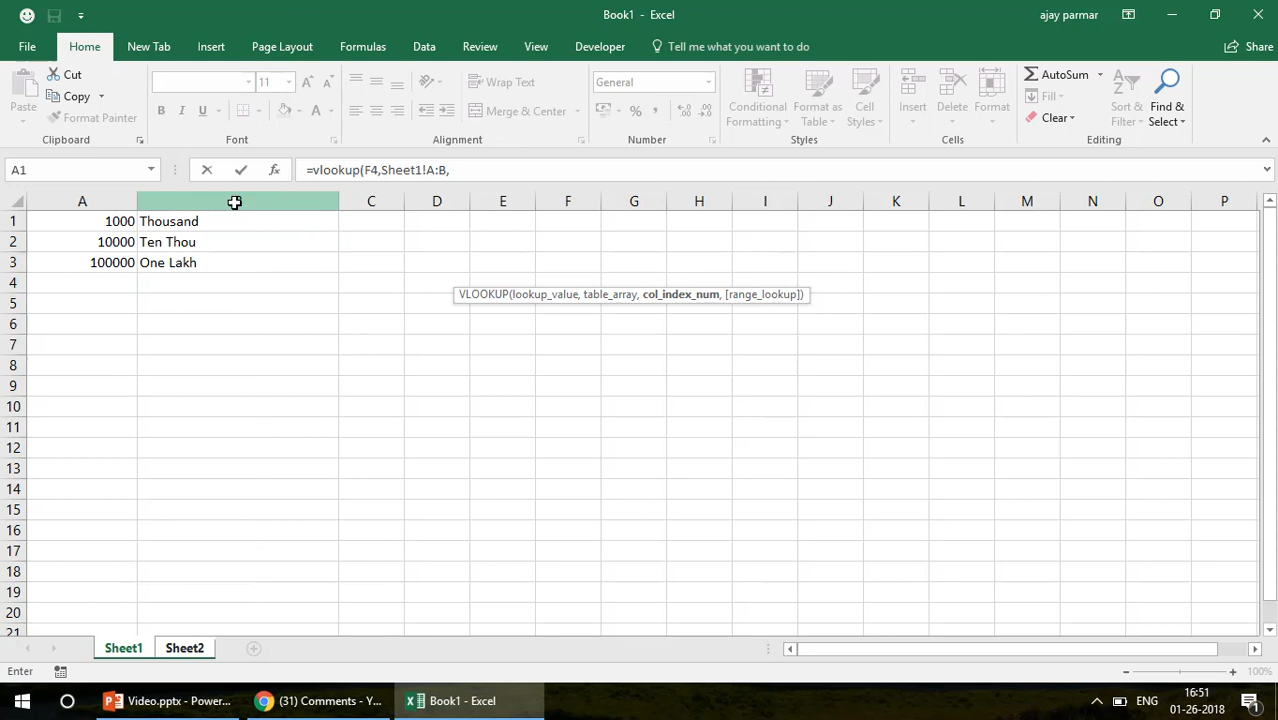 Book1 - Excel
ajay parmar
File Home New Tab Insert Page Layout Formulas Data Review View Developer Tell me what you want to do Share
Paste
Cut
Copy
Format Painter
Clipboard
11
B I U
A
Font
Wrap Text
Merge & Center
Alignment
General
%
Number
Conditional Formatting
Format as Table
Cell Styles
Styles
Insert
Delete
Format
Cells
AutoSum
Fill
Clear
Sort & Filter
Find & Select
Editing
A1
fx
=vlookup(F4,Sheet1!A:B,
A C D E F G H I J K L M N O P
1 1000 Thousand
2 10000 Ten Thou
3 100000 One Lakh
4
VLOOKUP(lookup_value, table_array, col_index_num, [range_lookup])
5
6
7
8
9
10
11
12
13
14
15
16
17
18
19
20
21
Sheet1 Sheet2
Enter
100%
Video.pptx - Power...
(31) Comments - Y...
Book1 - Excel
ENG
16:51
01-26-2018
1